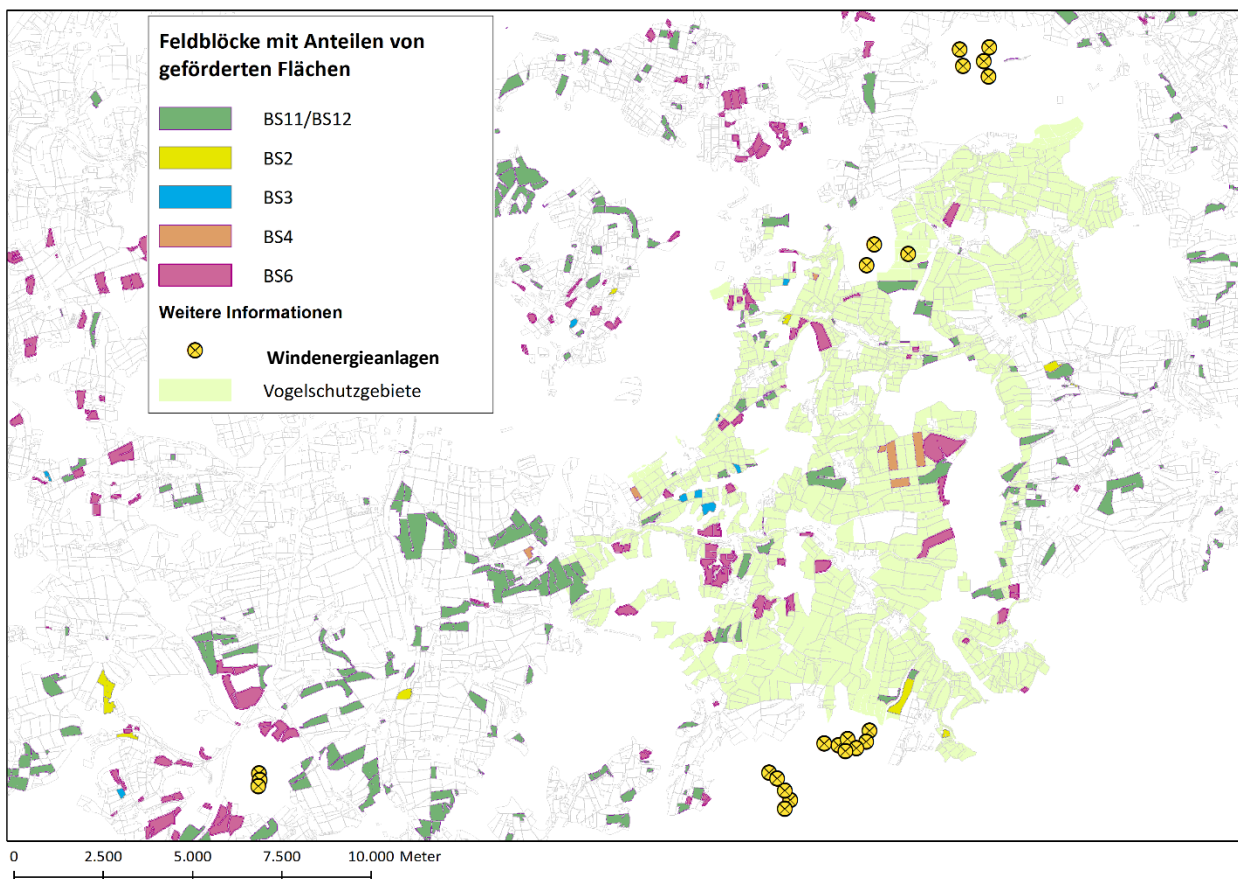 Feldblöcke mit Anteilen von
geförderten Flächen
BS11/BS12
BS2
BS3
BS4
BS6
Weitere Informationen
Windenergieanlagen
Vogelschutzgebiete
0 2.500 5.000 7.500 10.000 Meter